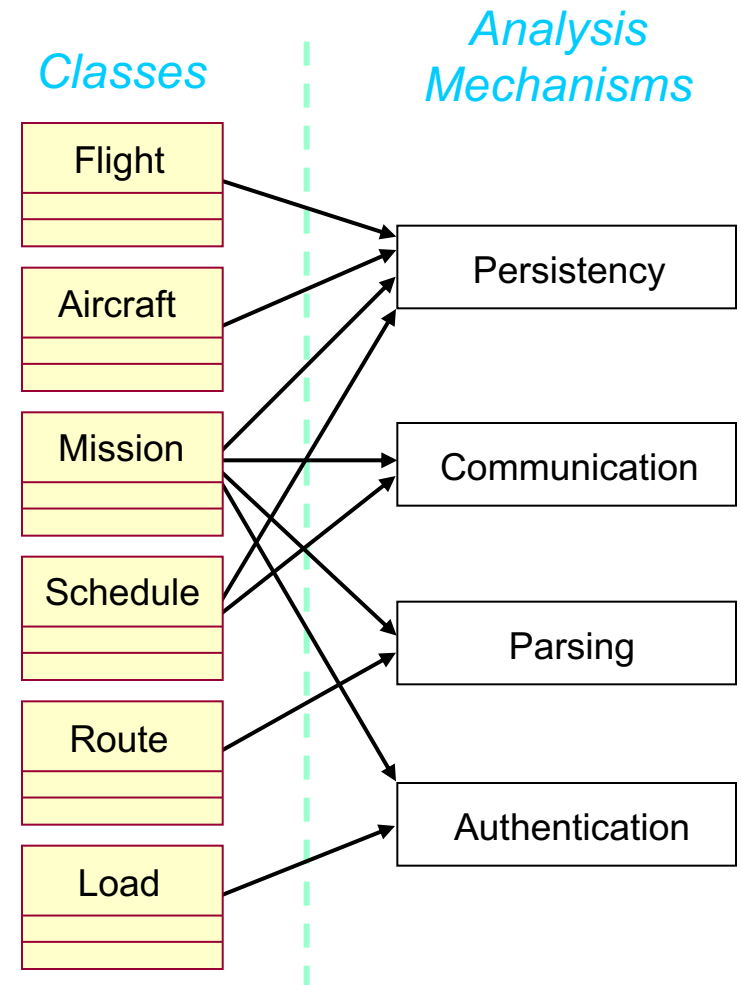 Classes
Analysis
Mechanisms
Flight
Aircraft
Mission
Schedule
Route
Load
Persistency
Communication
Parsing
Authentication